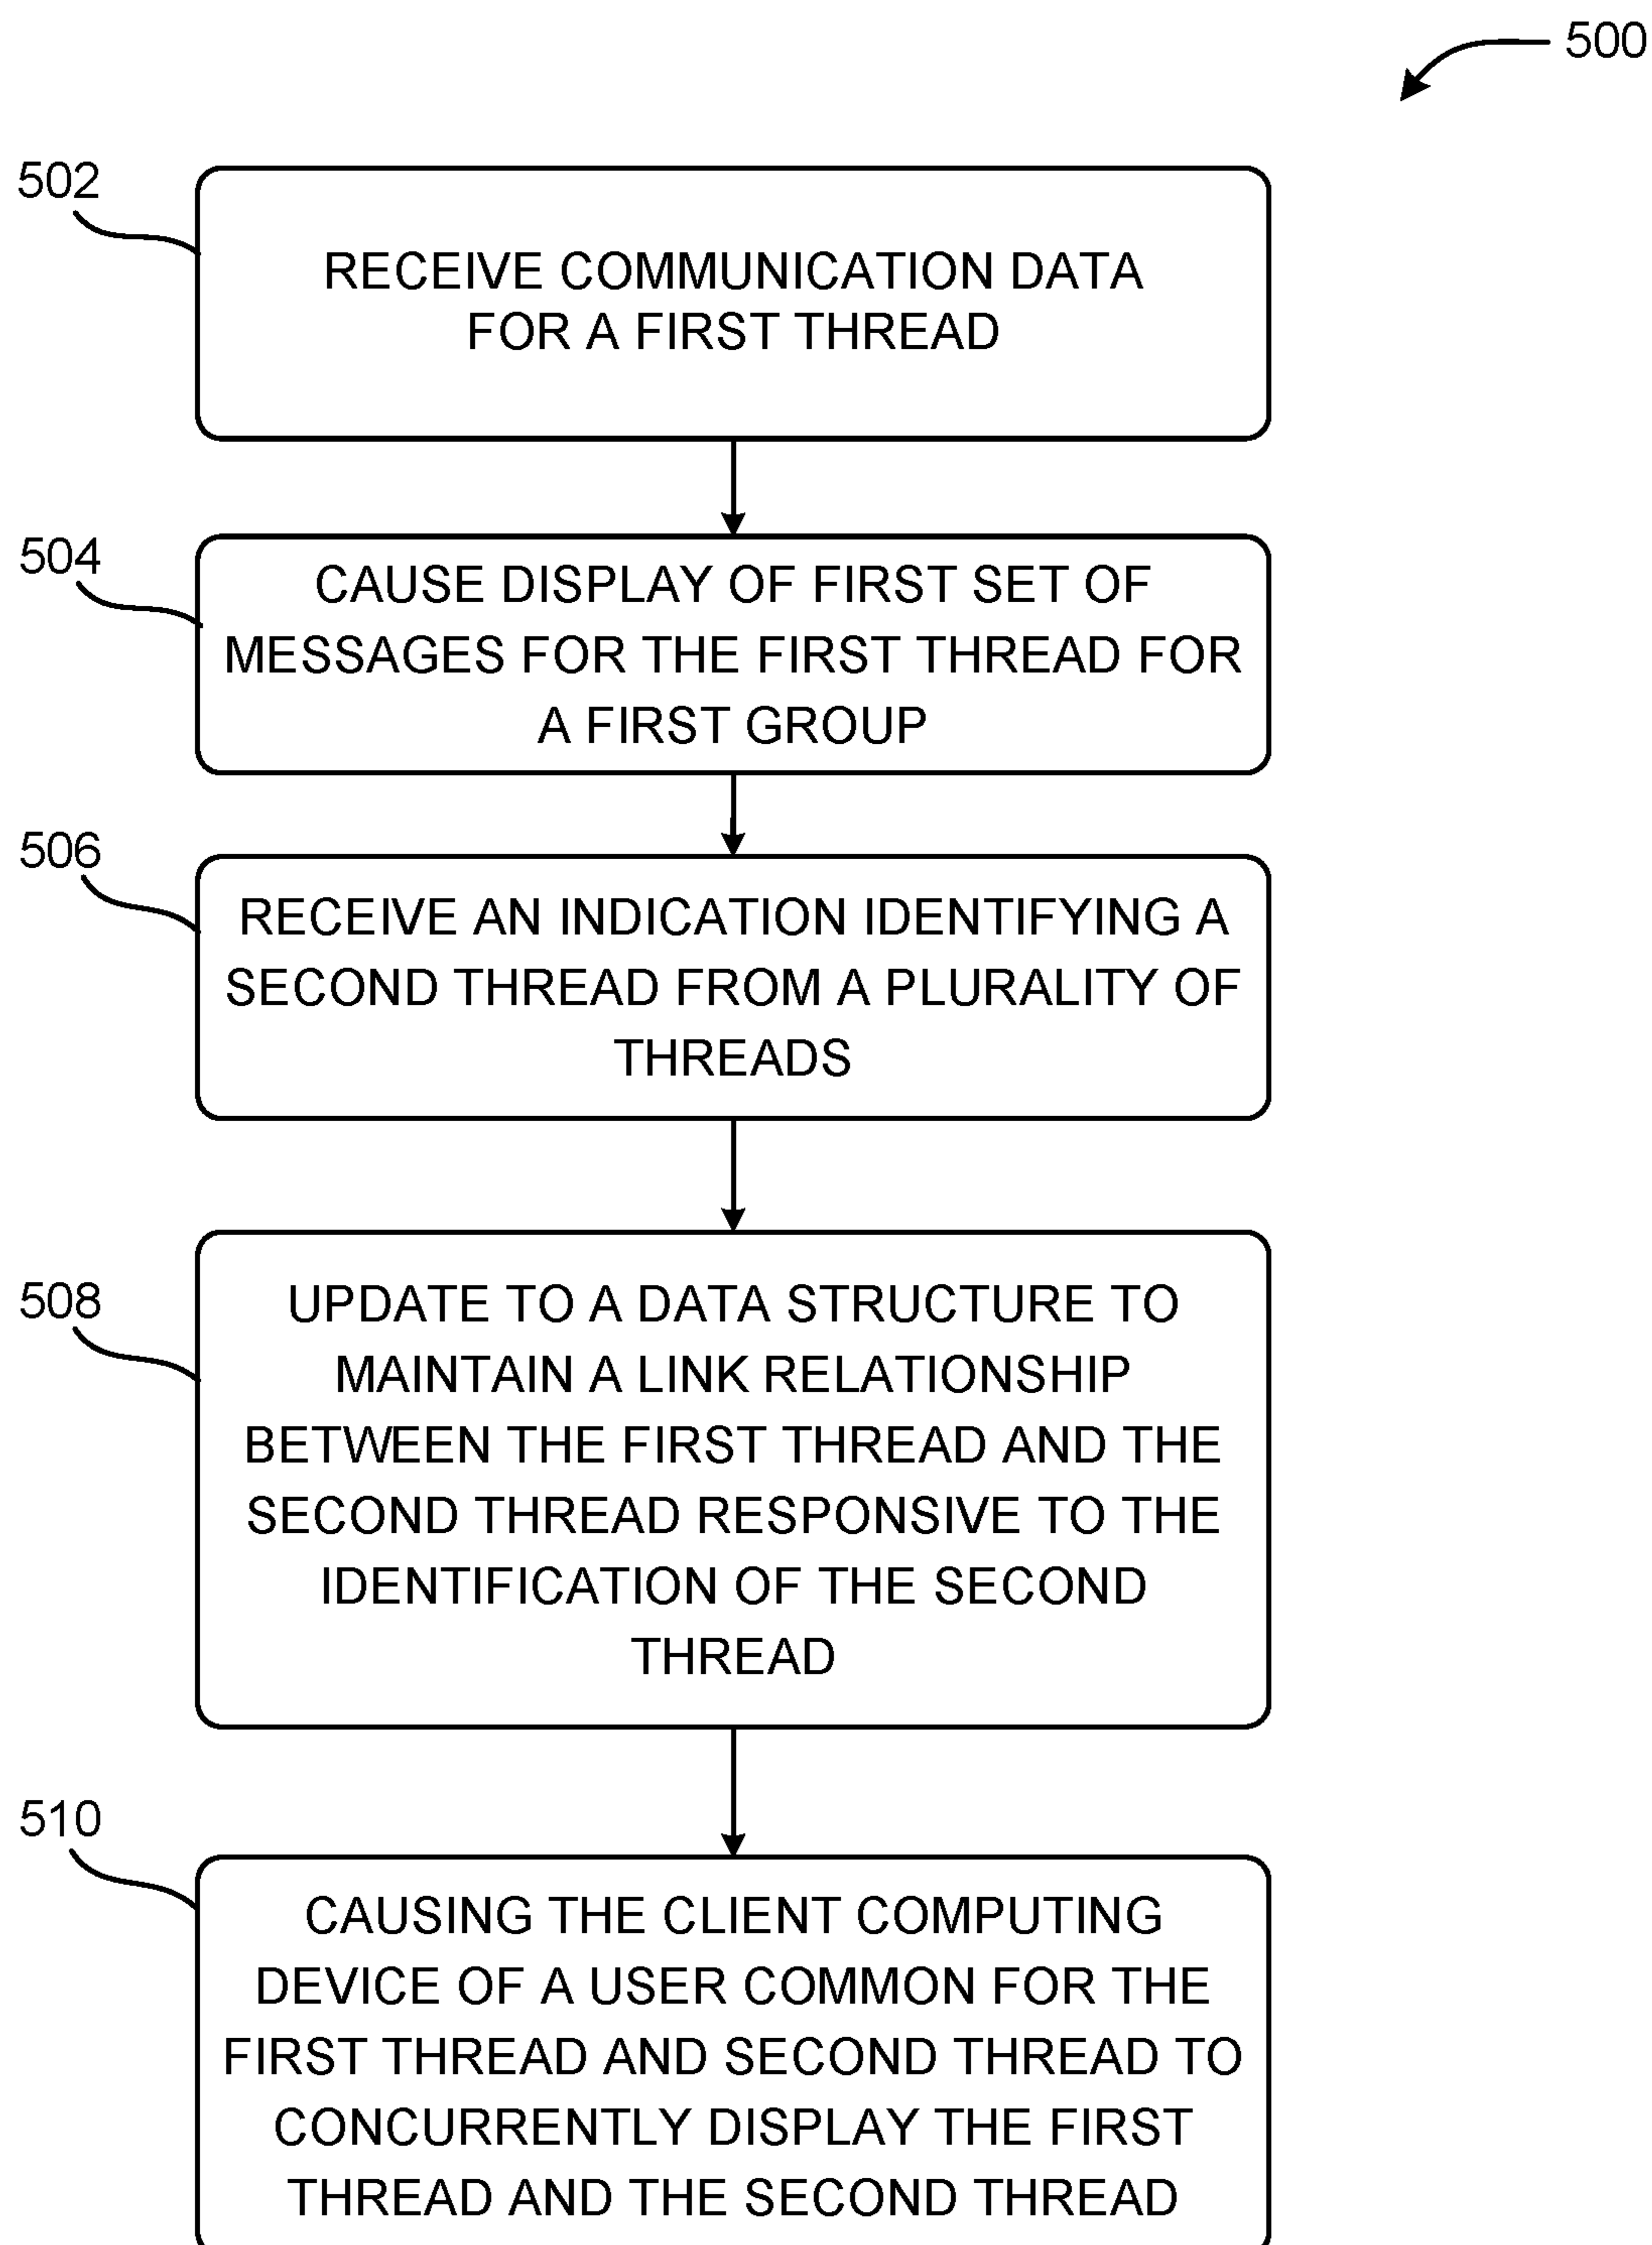 500
502
RECEIVE COMMUNICATION DATA
FOR A FIRST THREAD
504
CAUSE DISPLAY OF FIRST SET OF
MESSAGES FOR THE FIRST THREAD FOR
A FIRST GROUP
506
RECEIVE AN INDICATION IDENTIFYING A
SECOND THREAD FROM A PLURALITY OF
THREADS
508
UPDATE TO A DATA STRUCTURE TO
MAINTAIN A LINK RELATIONSHIP
BETWEEN THE FIRST THREAD AND THE
SECOND THREAD RESPONSIVE TO THE
IDENTIFICATION OF THE SECOND
THREAD
510
CAUSING THE CLIENT COMPUTING
DEVICE OF A USER COMMON FOR THE
FIRST THREAD AND SECOND THREAD TO
CONCURRENTLY DISPLAY THE FIRST
THREAD AND THE SECOND THREAD